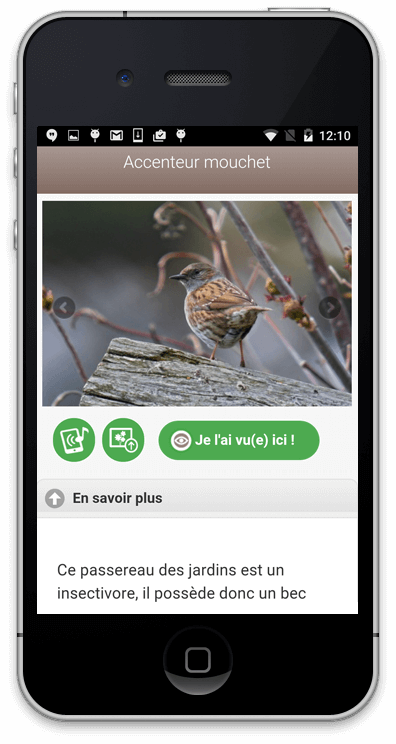 12:10
Accenteur mouchet
Je l'ai vu(e) ici !
En savoir plus
Ce passereau des jardins est un
insectivore, il possède donc un bec